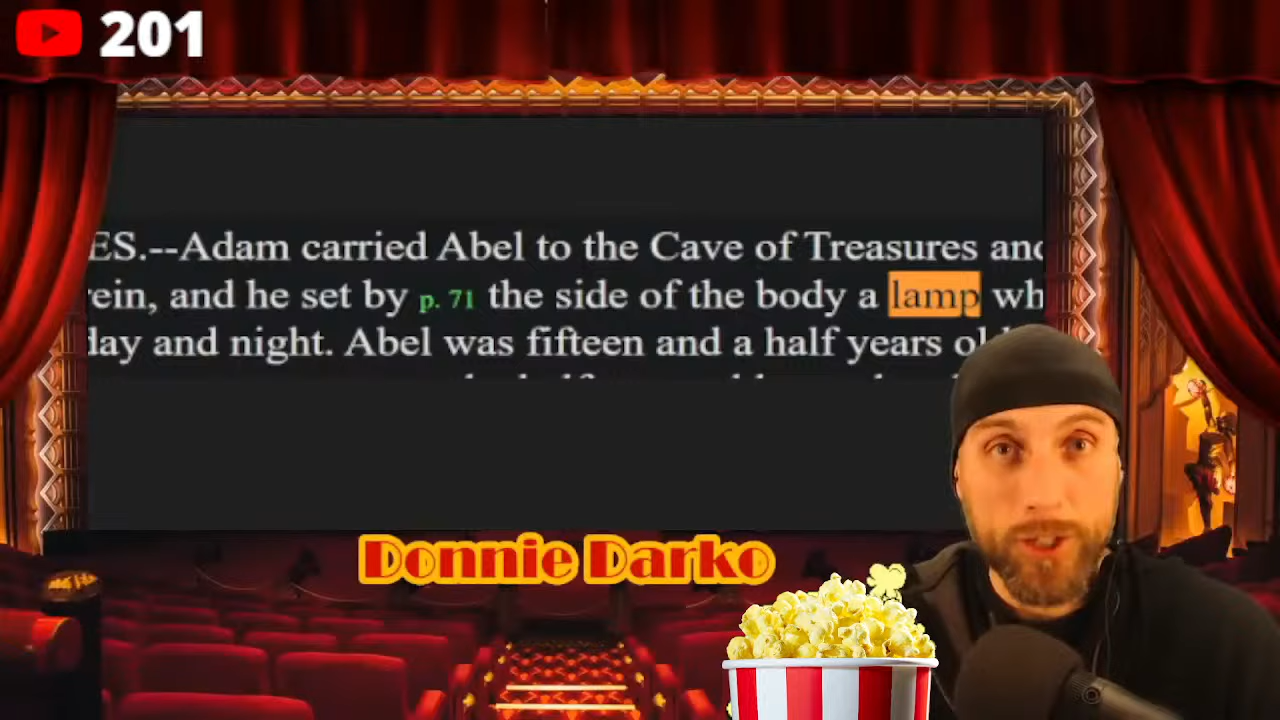 201
ES.--Adam carried Abel to the Cave of Treasures and
rein, and he set by p. 71 the side of the body a lamp wh
day and night. Abel was fifteen and a half years old
Donnie Darko